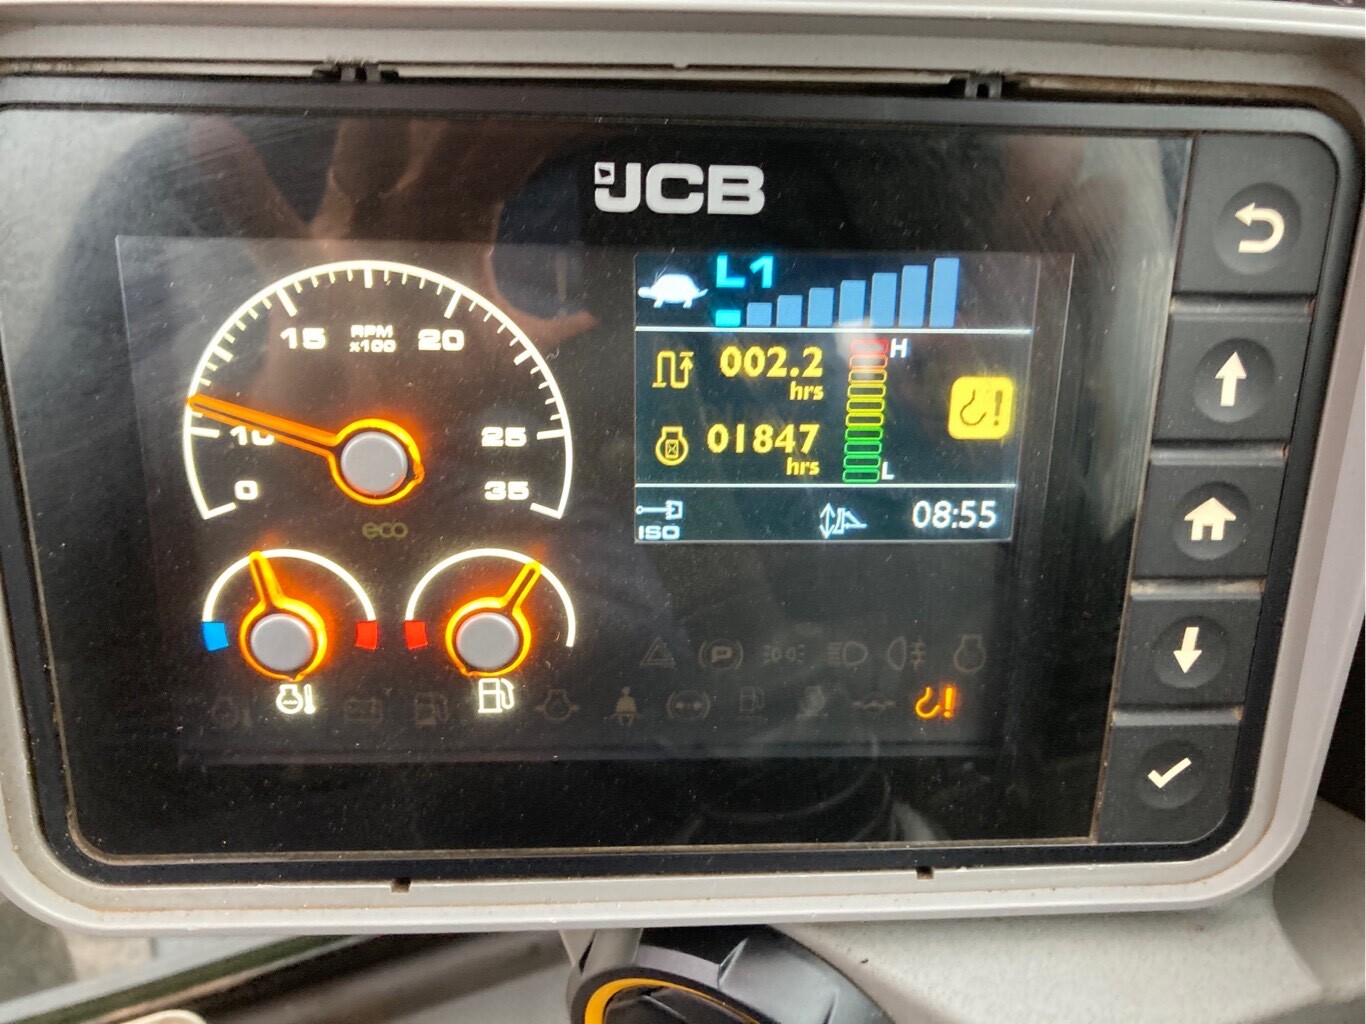 JCB
15 RPM x100 20
10 25
0 35
eco
L1
002.2 hrs
H
01847 hrs
L
ISO
08:55
P